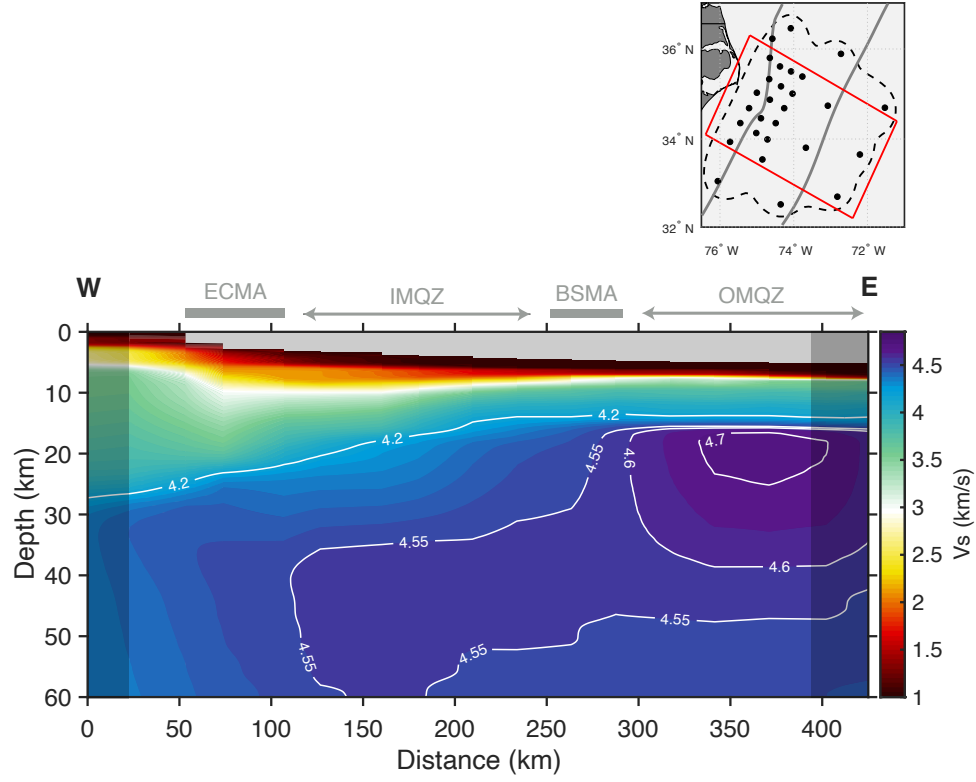 36° N
34° N
32° N
76° W 74° W 72° W
W ECMA IMQZ BSMA OMQZ E
0
10
20
30
40
50
60
Depth (km)
4.2
4.2
4.2
4.55
4.6
4.7
4.55
4.6
4.55
4.55
4.55
0 50 100 150 200 250 300 350 400
Distance (km)
4.5
4
3.5
3
2.5
2
1.5
1
Vs (km/s)